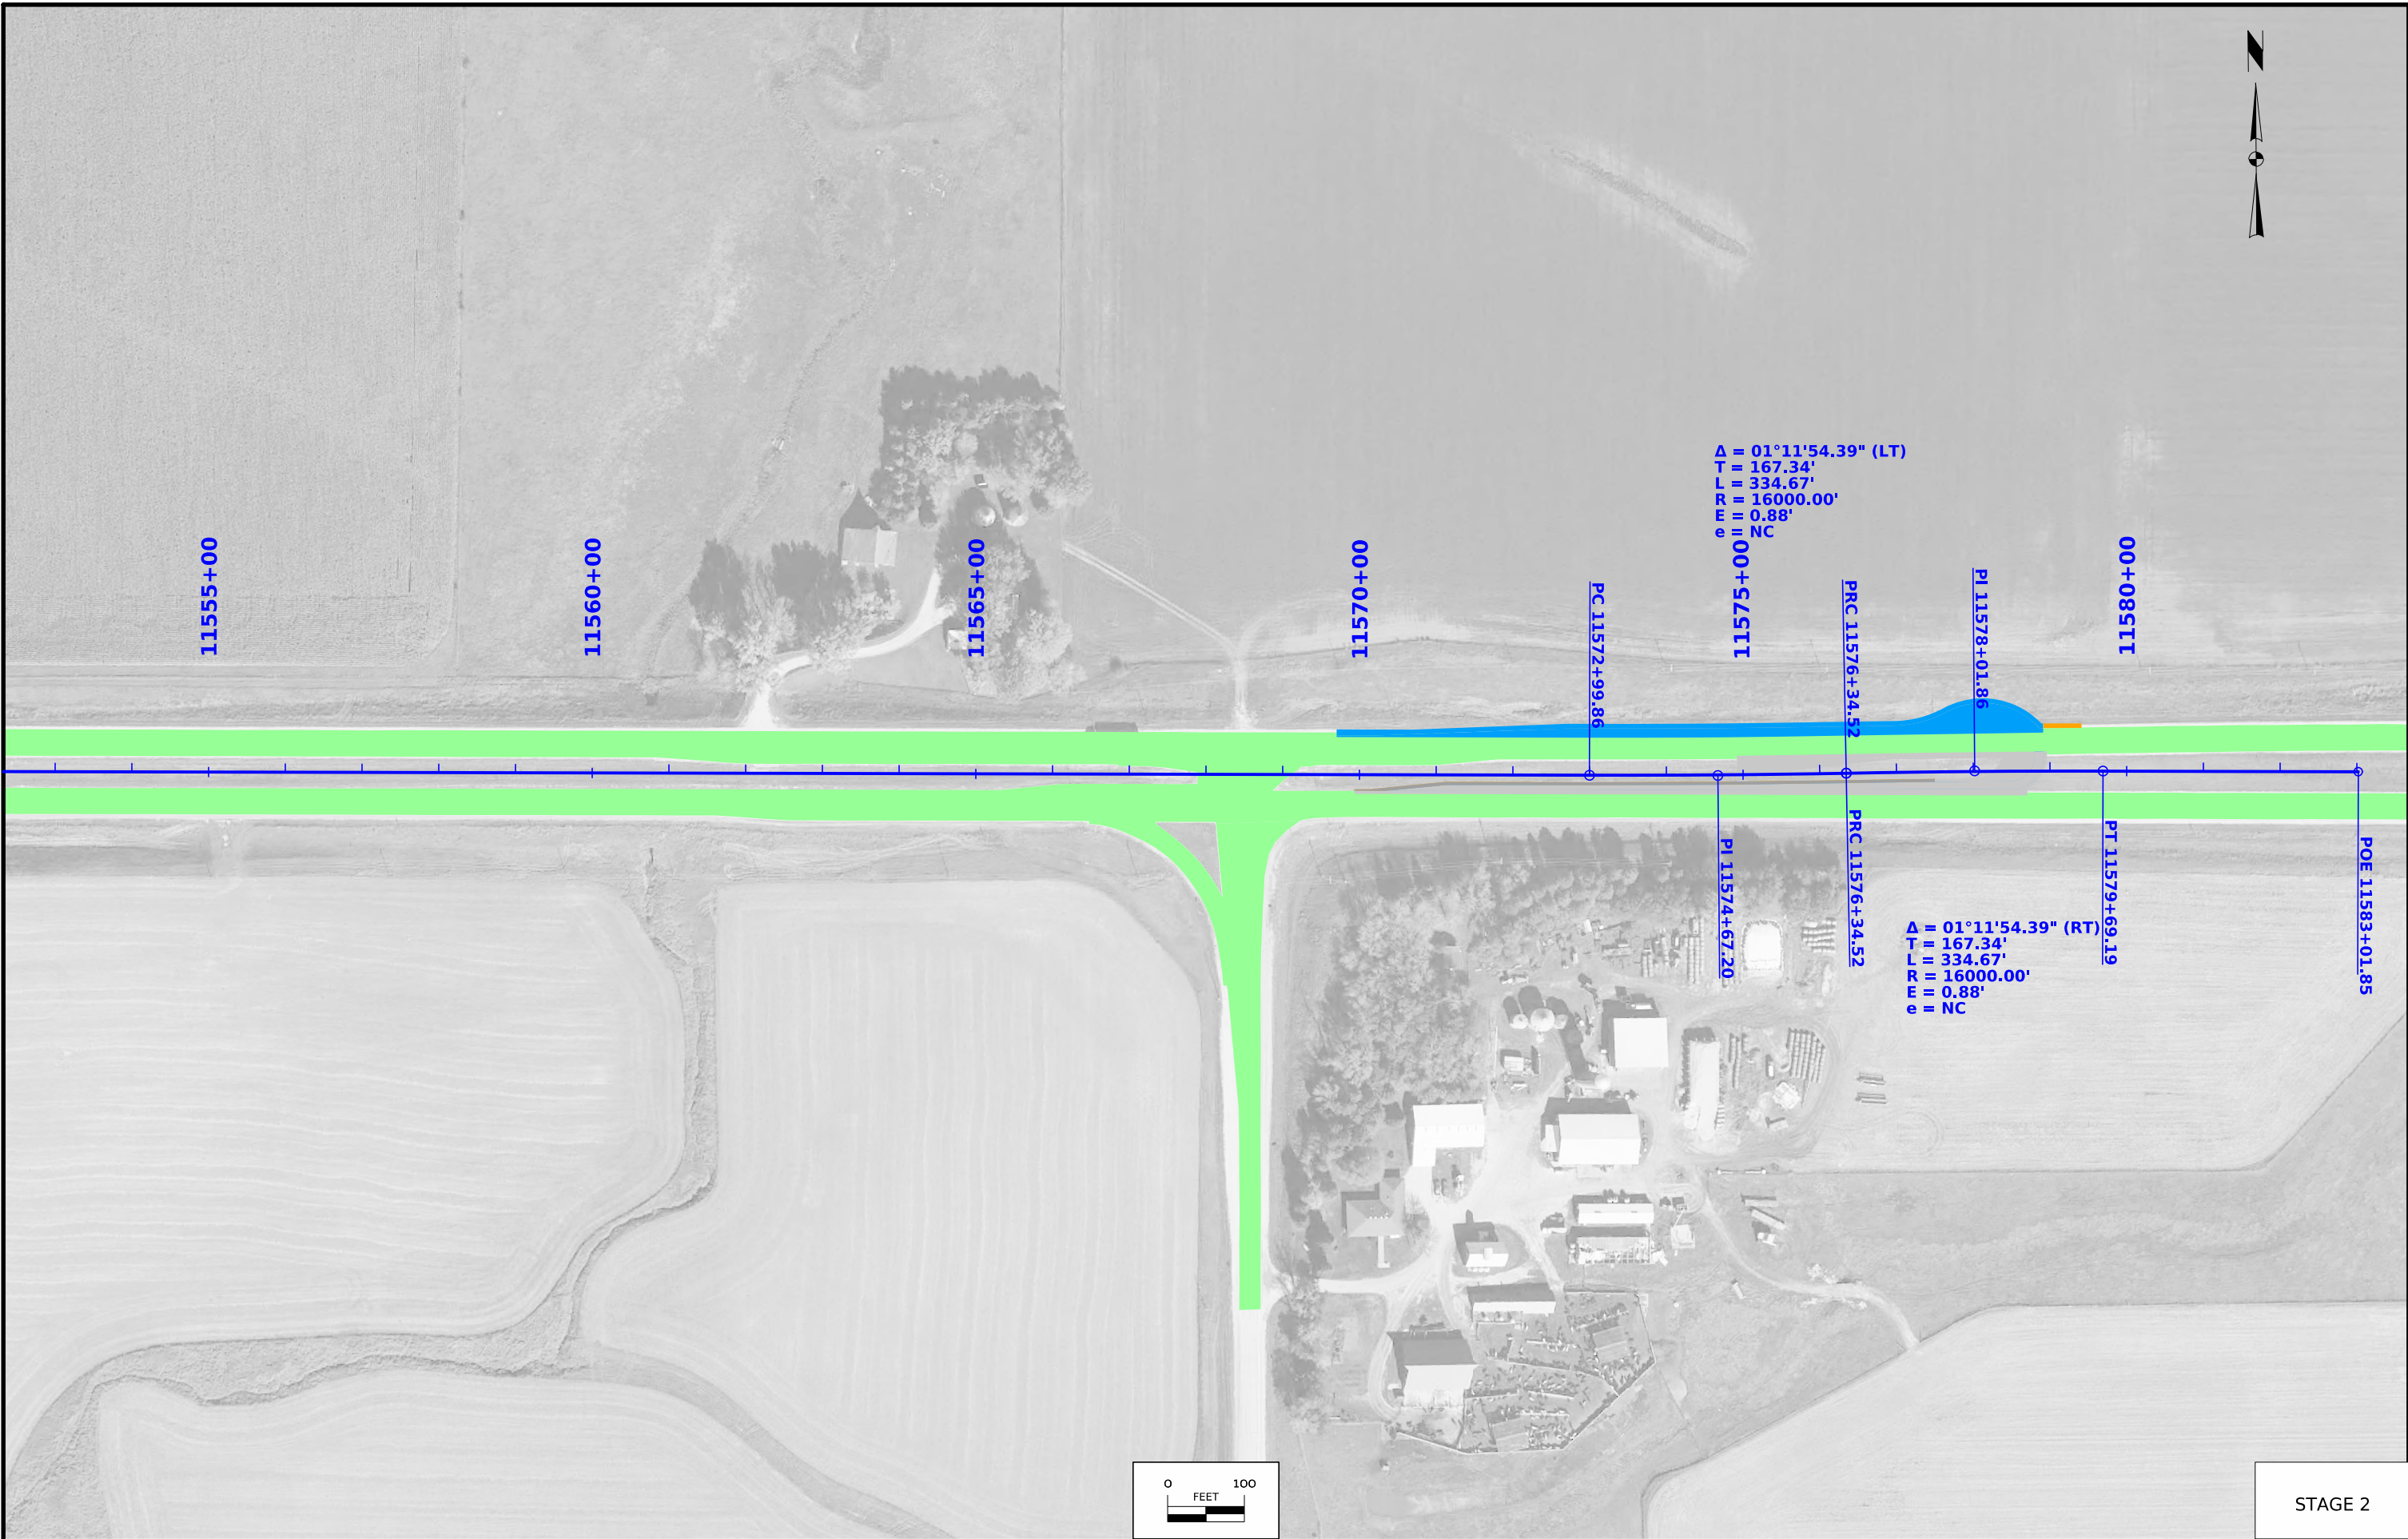 N
Δ = 01°11'54.39" (LT)
T = 167.34'
L = 334.67'
R = 16000.00'
E = 0.88'
e = NC
11555+00
11560+00
11565+00
11570+00
11575+00
11580+00
PC 11572+99.86
PRC 11576+34.52
PI 11578+01.86
PI 11574+67.20
PRC 11576+34.52
PT 11579+69.19
POE 11583+01.85
Δ = 01°11'54.39" (RT)
T = 167.34'
L = 334.67'
R = 16000.00'
E = 0.88'
e = NC
0 100
FEET
STAGE 2